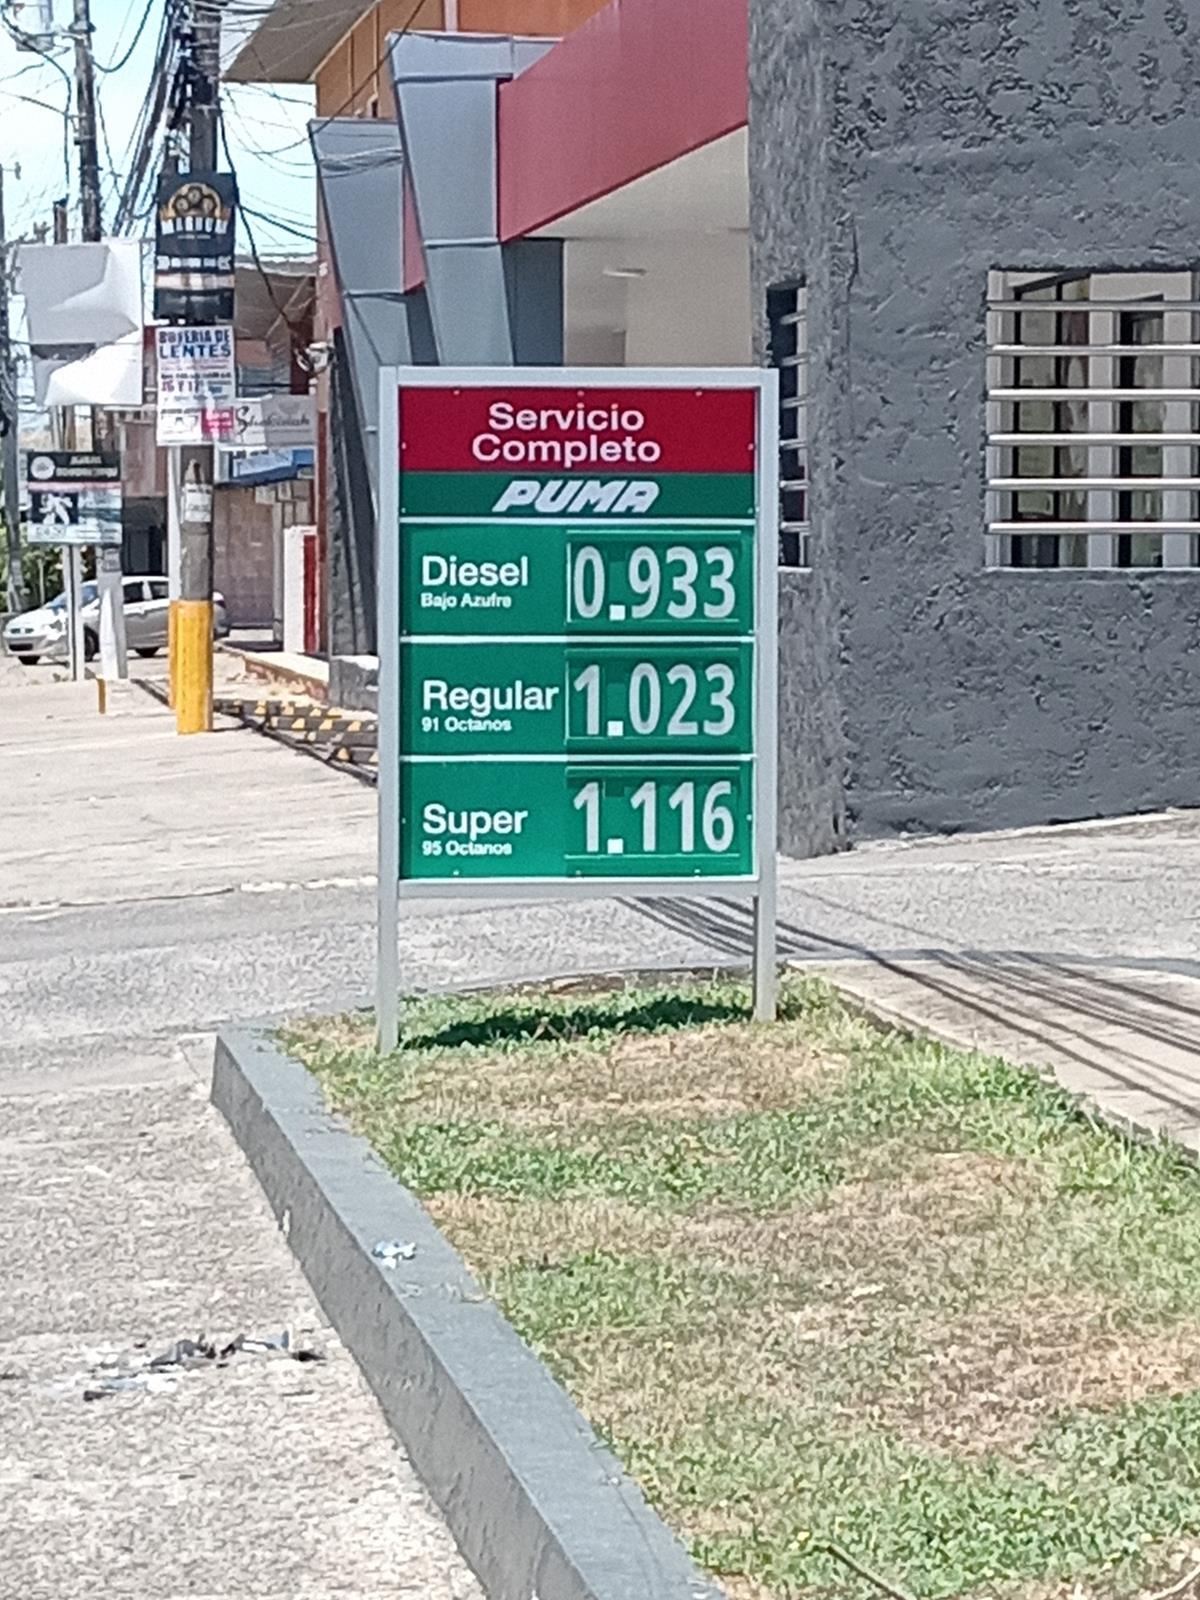 Servicio
Completo
PUMA
Diesel
Bajo Azufre
0.933
Regular
91 Octanos
1.023
Super
95 Octanos
1.116
LENTES